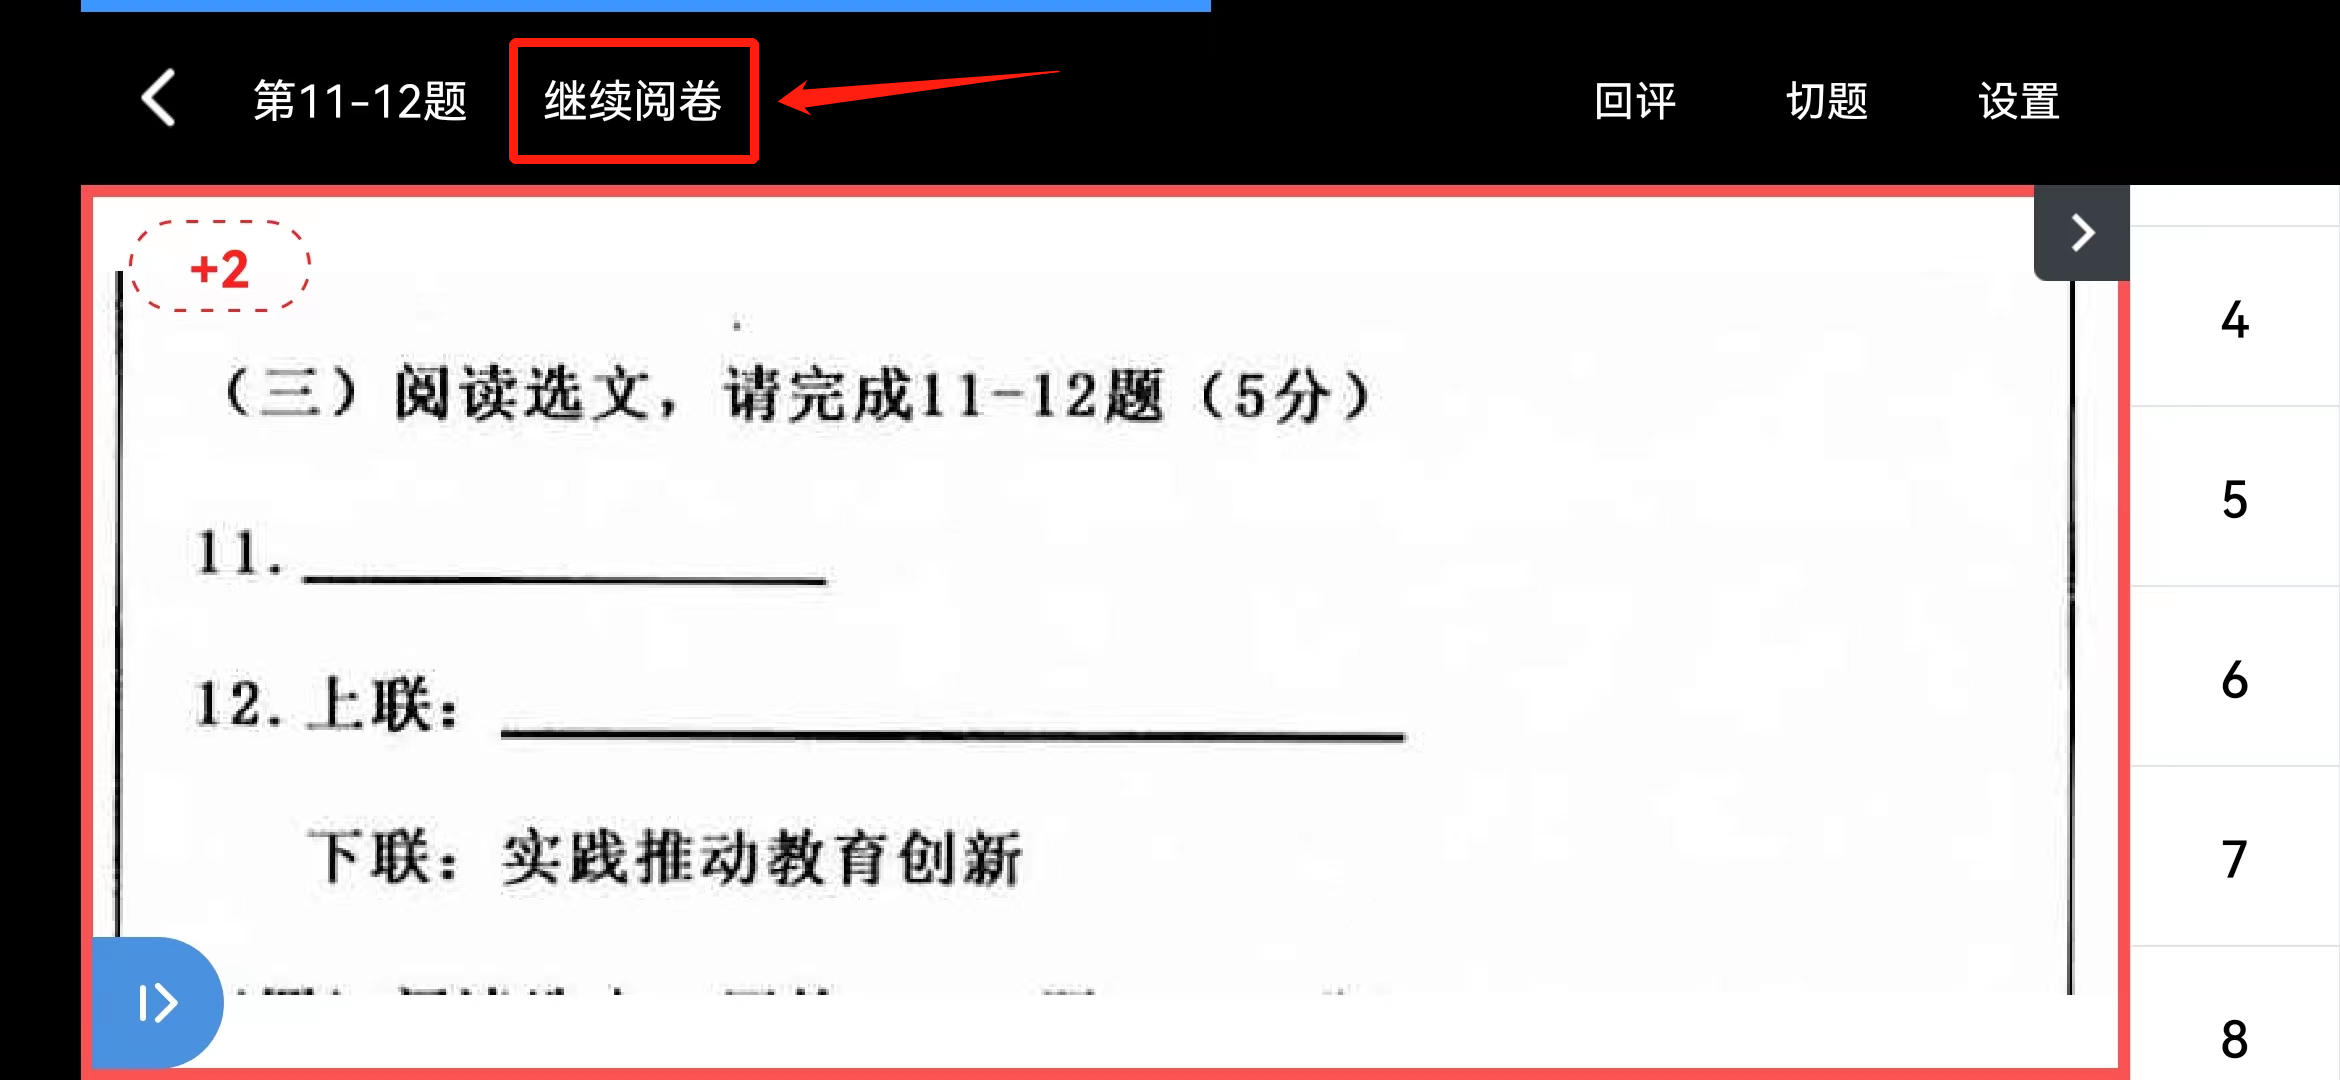 第11-12题 继续阅卷 回评 切题 设置
+2
（三）阅读选文，请完成11-12题（5分）
11.
12. 上联：
下联：实践推动教育创新
4
5
6
7
8